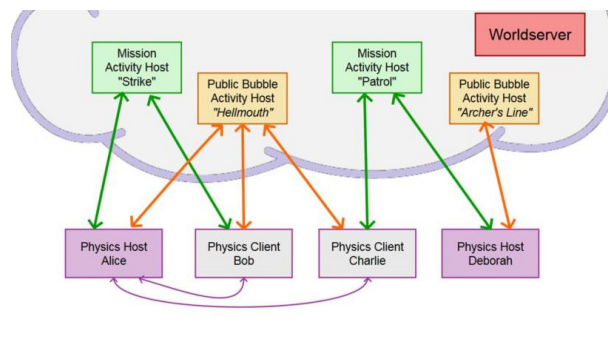 Worldserver
Mission
Activity Host
"Strike"
Public Bubble
Activity Host
"Hellmouth"
Mission
Activity Host
"Patrol"
Public Bubble
Activity Host
"Archer's Line"
Physics Host
Alice
Physics Client
Bob
Physics Client
Charlie
Physics Host
Deborah